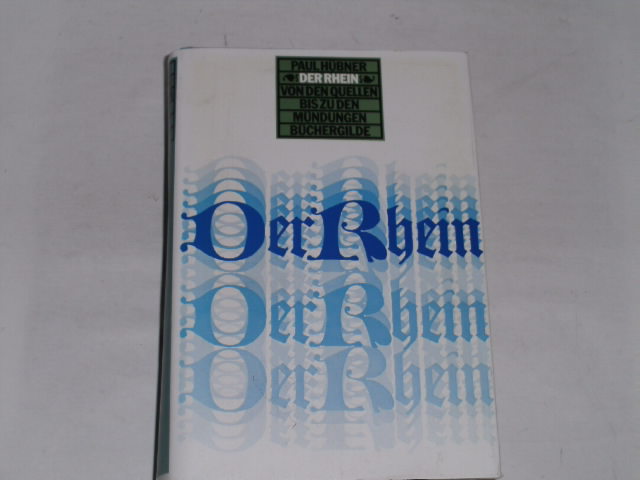 PAUL HÜBNER
DER RHEIN
VON DEN QUELLEN
BIS ZU DEN
MÜNDUNGEN
BÜCHERGILDE
Der Rhein
Der Rhein
Der Rhein